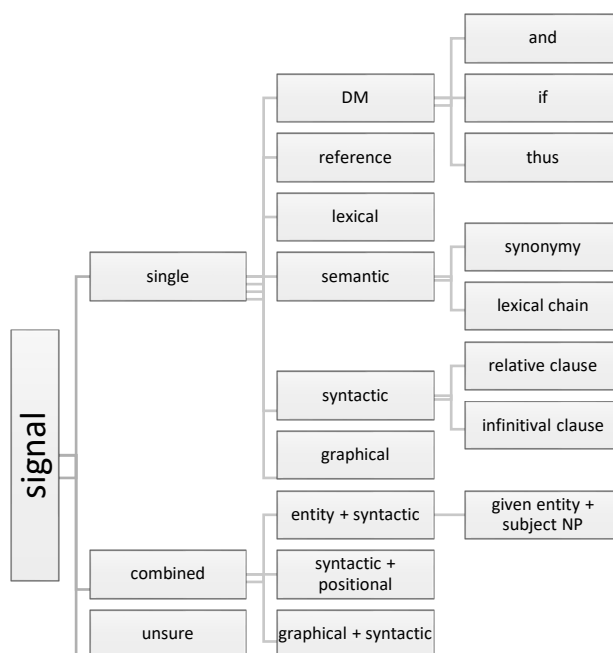 signal
single
DM
and
if
thus
reference
lexical
semantic
synonymy
lexical chain
syntactic
relative clause
infinitival clause
graphical
combined
entity + syntactic
given entity +
subject NP
syntactic +
positional
graphical + syntactic
unsure